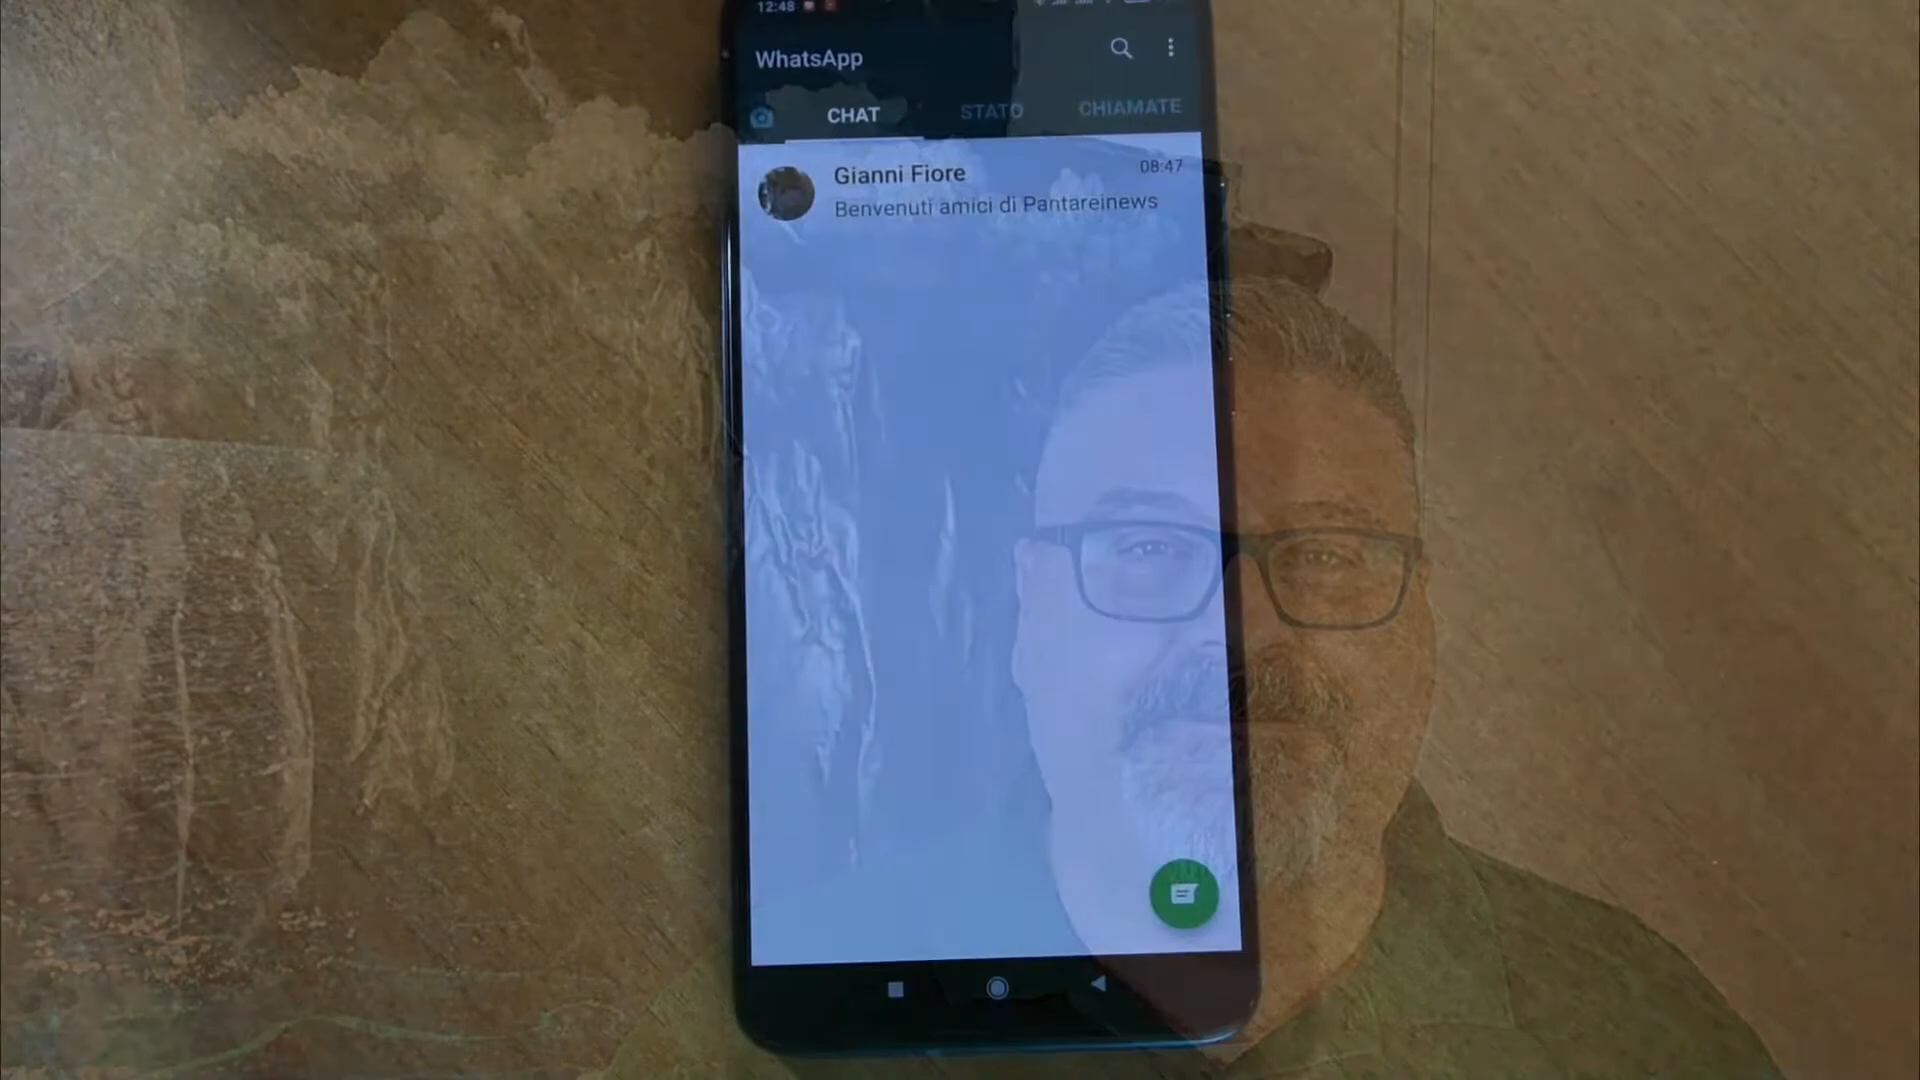 12:48
WhatsApp
CHAT
STATO
CHIAMATE
Gianni Fiore
08:47
Benvenuti amici di Pantareinews